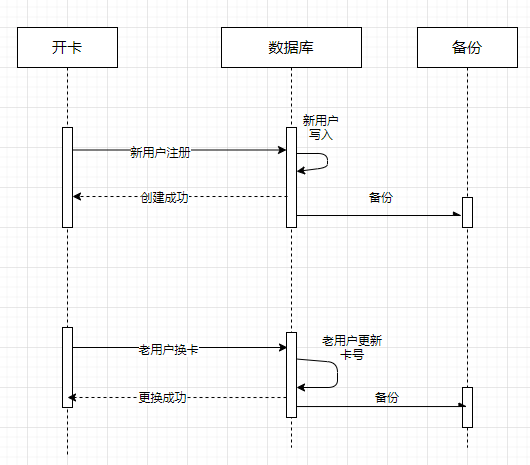 开卡
数据库
备份
新用户
写入
新用户注册
创建成功
备份
老用户更新
卡号
老用户换卡
更换成功
备份